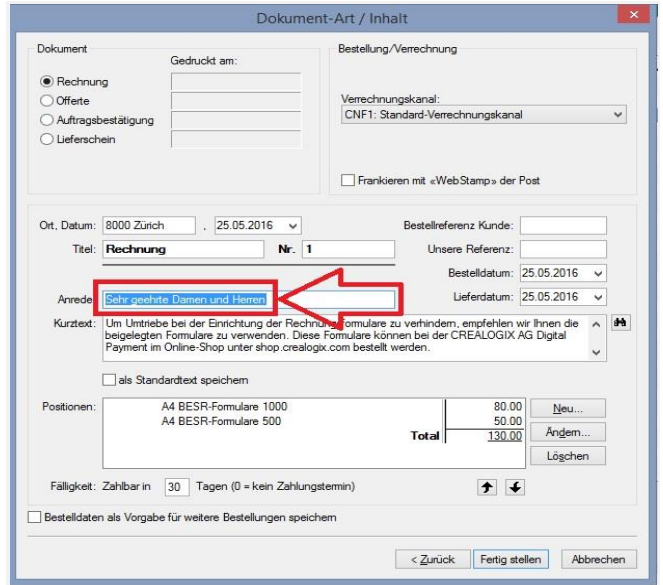 Dokument-Art / Inhalt
Dokument
Gedruckt am:
Rechnung
Offerte
Auftragsbestätigung
Lieferschein
Bestellung/Verrechnung
Verrechnungskanal:
CNF1: Standard-Verrechnungskanal
Frankieren mit «WebStamp» der Post
Ort, Datum: 8000 Zürich , 25.05.2016
Bestellreferenz Kunde:
Titel: Rechnung Nr. 1
Unsere Referenz:
Bestelldatum: 25.05.2016
Anrede Sehr geehrte Damen und Herren
Lieferdatum: 25.05.2016
Kurztext: Um Umtriebe bei der Einrichtung der Rechnung formulare zu verhindern, empfehlen wir Ihnen die
beigelegten Formulare zu verwenden. Diese Formulare können bei der CREALOGIX AG Digital
Payment im Online-Shop unter shop.crealogix.com bestellt werden.
als Standardtext speichern
Positionen: A4 BESR-Formulare 1000 80.00 Neu...
A4 BESR-Formulare 500 50.00
Total 130.00 Ändern...
Löschen
Fälligkeit: Zahlbar in 30 Tagen (0 = kein Zahlungstermin)
Bestelldaten als Vorgabe für weitere Bestellungen speichern
< Zurück Fertig stellen Abbrechen